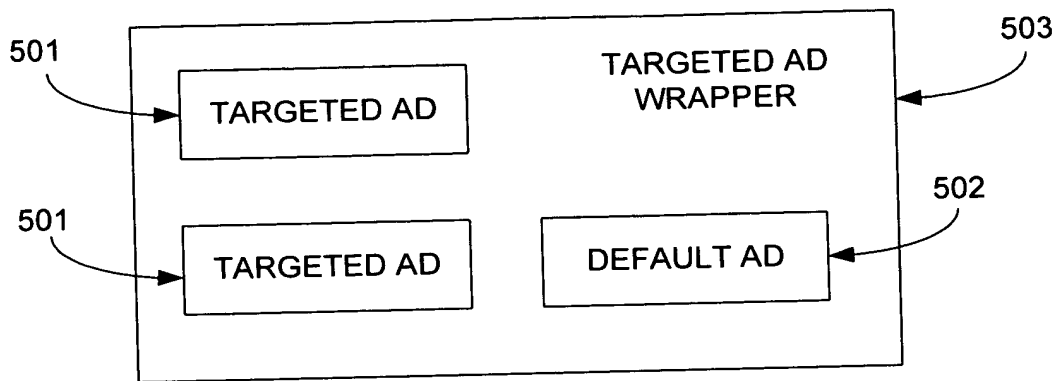 501
TARGETED AD
TARGETED AD
WRAPPER
503
501
TARGETED AD
DEFAULT AD
502